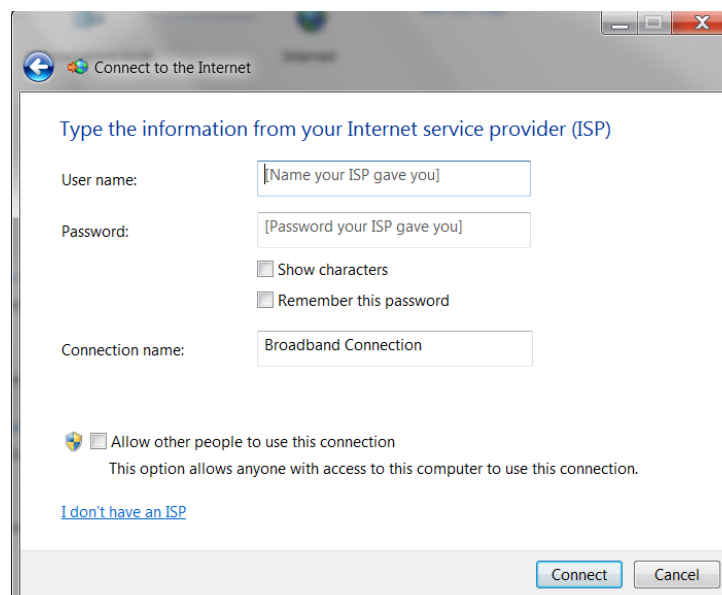 Internet
Connect to the Internet
Type the information from your Internet service provider (ISP)
User name:
[Name your ISP gave you]
Password:
[Password your ISP gave you]
Show characters
Remember this password
Connection name:
Broadband Connection
Allow other people to use this connection
This option allows anyone with access to this computer to use this connection.
I don't have an ISP
Connect
Cancel